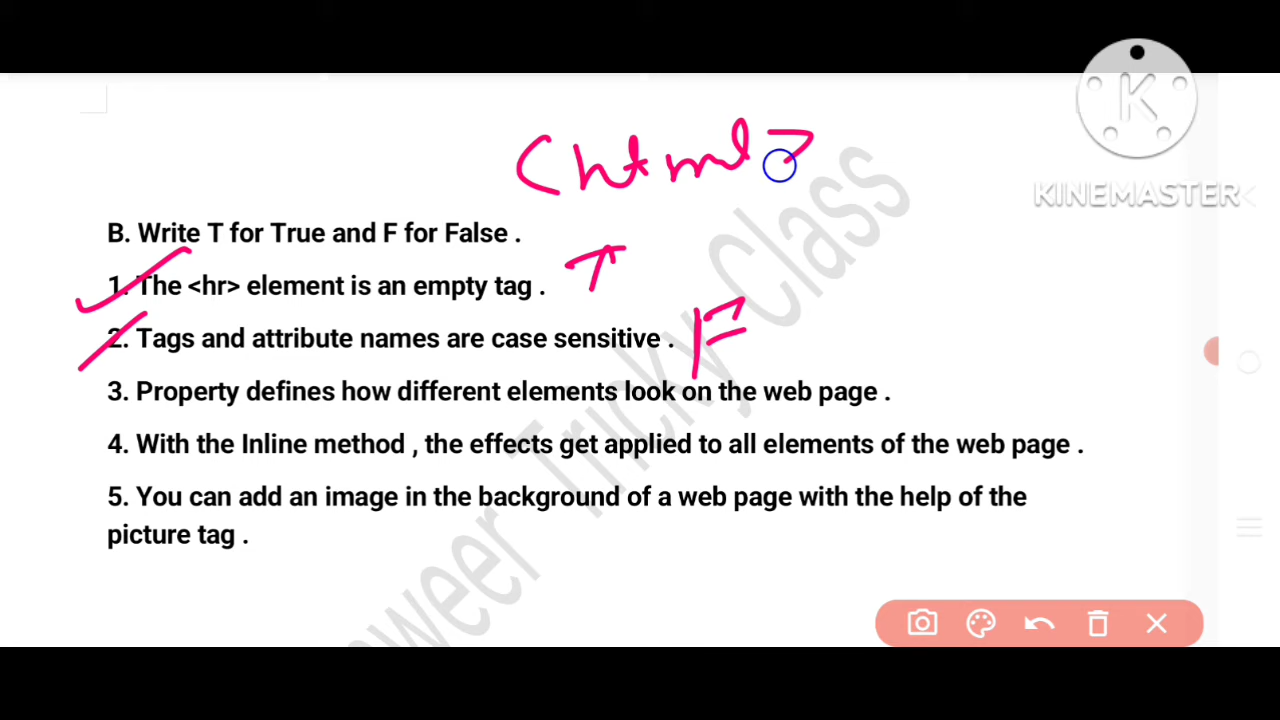 <html>
KINEMASTER
B. Write T for True and F for False .
1. The <hr> element is an empty tag . T
2. Tags and attribute names are case sensitive . F
3. Property defines how different elements look on the web page .
4. With the Inline method , the effects get applied to all elements of the web page .
5. You can add an image in the background of a web page with the help of the
picture tag .
Tricky Class